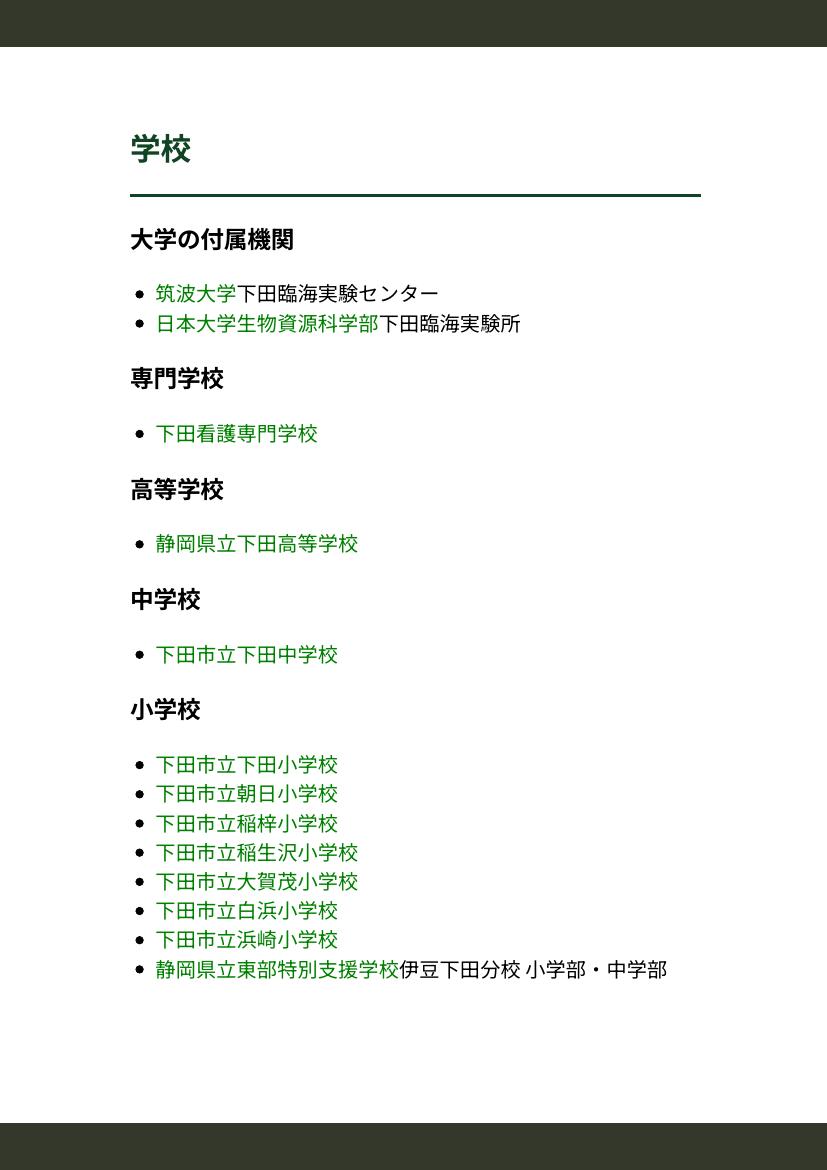 学校
大学の付属機関
筑波大学下田臨海実験センター
日本大学生物資源科学部下田臨海実験所
専門学校
下田看護専門学校
高等学校
静岡県立下田高等学校
中学校
下田市立下田中学校
小学校
下田市立下田小学校
下田市立朝日小学校
下田市立稲梓小学校
下田市立稲生沢小学校
下田市立大賀茂小学校
下田市立白浜小学校
下田市立浜崎小学校
静岡県立東部特別支援学校伊豆下田分校 小学部・中学部